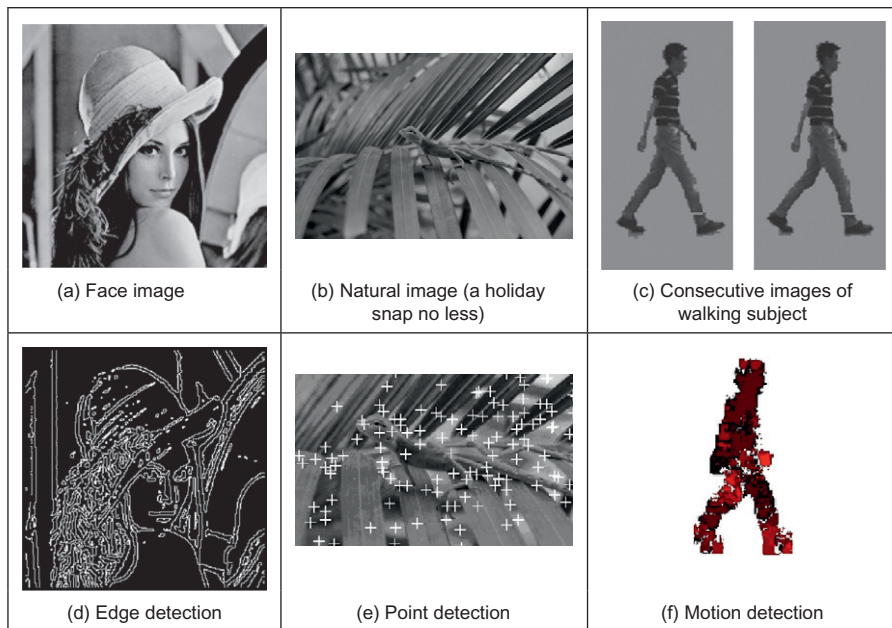 (a) Face image
(b) Natural image (a holiday
snap no less)
(c) Consecutive images of
walking subject
(d) Edge detection
(e) Point detection
(f) Motion detection